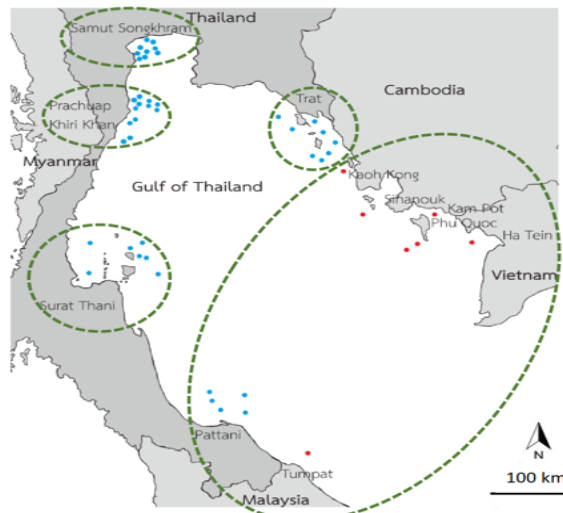 Thailand
Samut Songkhram
Cambodia
Trat
Prachuap
Khiri Khan
Myanmar
Gulf of Thailand
Kaoh Kong
Sihanouk
Kam Pot
Phu Quoc
Ha Tein
Vietnam
Surat Thani
Pattani
Tumpat
Malaysia
N
100 km